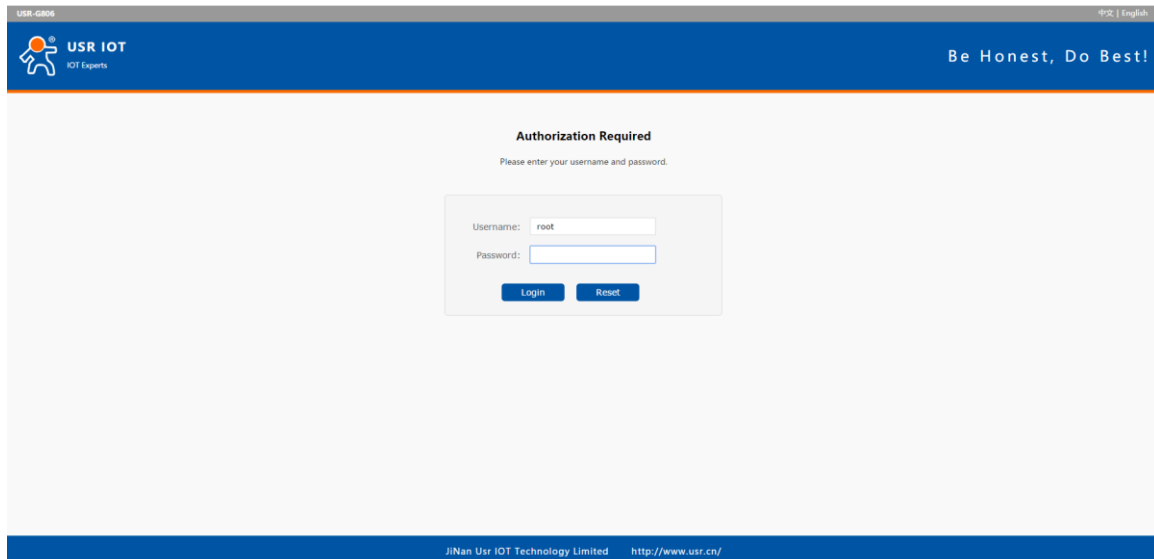 USR-G806 中文 | English
USR IOT
IOT Experts
Be Honest, Do Best!
Authorization Required
Please enter your username and password.
Username: root
Password:
Login Reset
JiNan Usr IOT Technology Limited http://www.usr.cn/